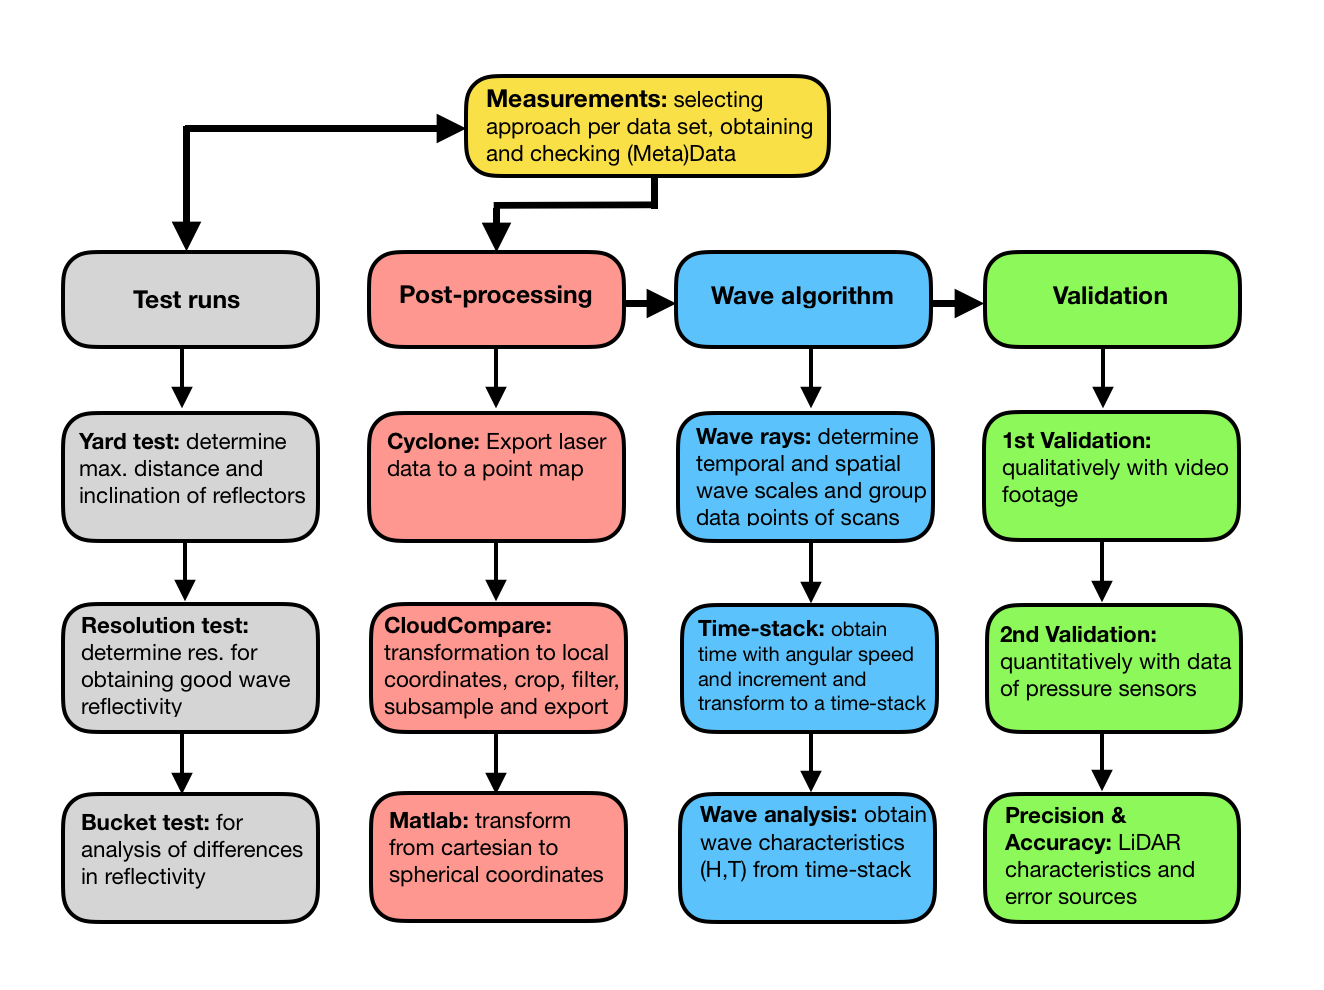 Measurements: selecting
approach per data set, obtaining
and checking (Meta)Data
Test runs
Post-processing
Wave algorithm
Validation
Yard test: determine
max. distance and
inclination of reflectors
Cyclone: Export laser
data to a point map
Wave rays: determine
temporal and spatial
wave scales and group
data points of scans
1st Validation:
qualitatively with video
footage
Resolution test:
determine res. for
obtaining good wave
reflectivity
CloudCompare:
transformation to local
coordinates, crop, filter,
subsample and export
Time-stack: obtain
time with angular speed
and increment and
transform to a time-stack
2nd Validation:
quantitatively with data
of pressure sensors
Bucket test: for
analysis of differences
in reflectivity
Matlab: transform
from cartesian to
spherical coordinates
Wave analysis: obtain
wave characteristics
(H,T) from time-stack
Precision &
Accuracy: LiDAR
characteristics and
error sources